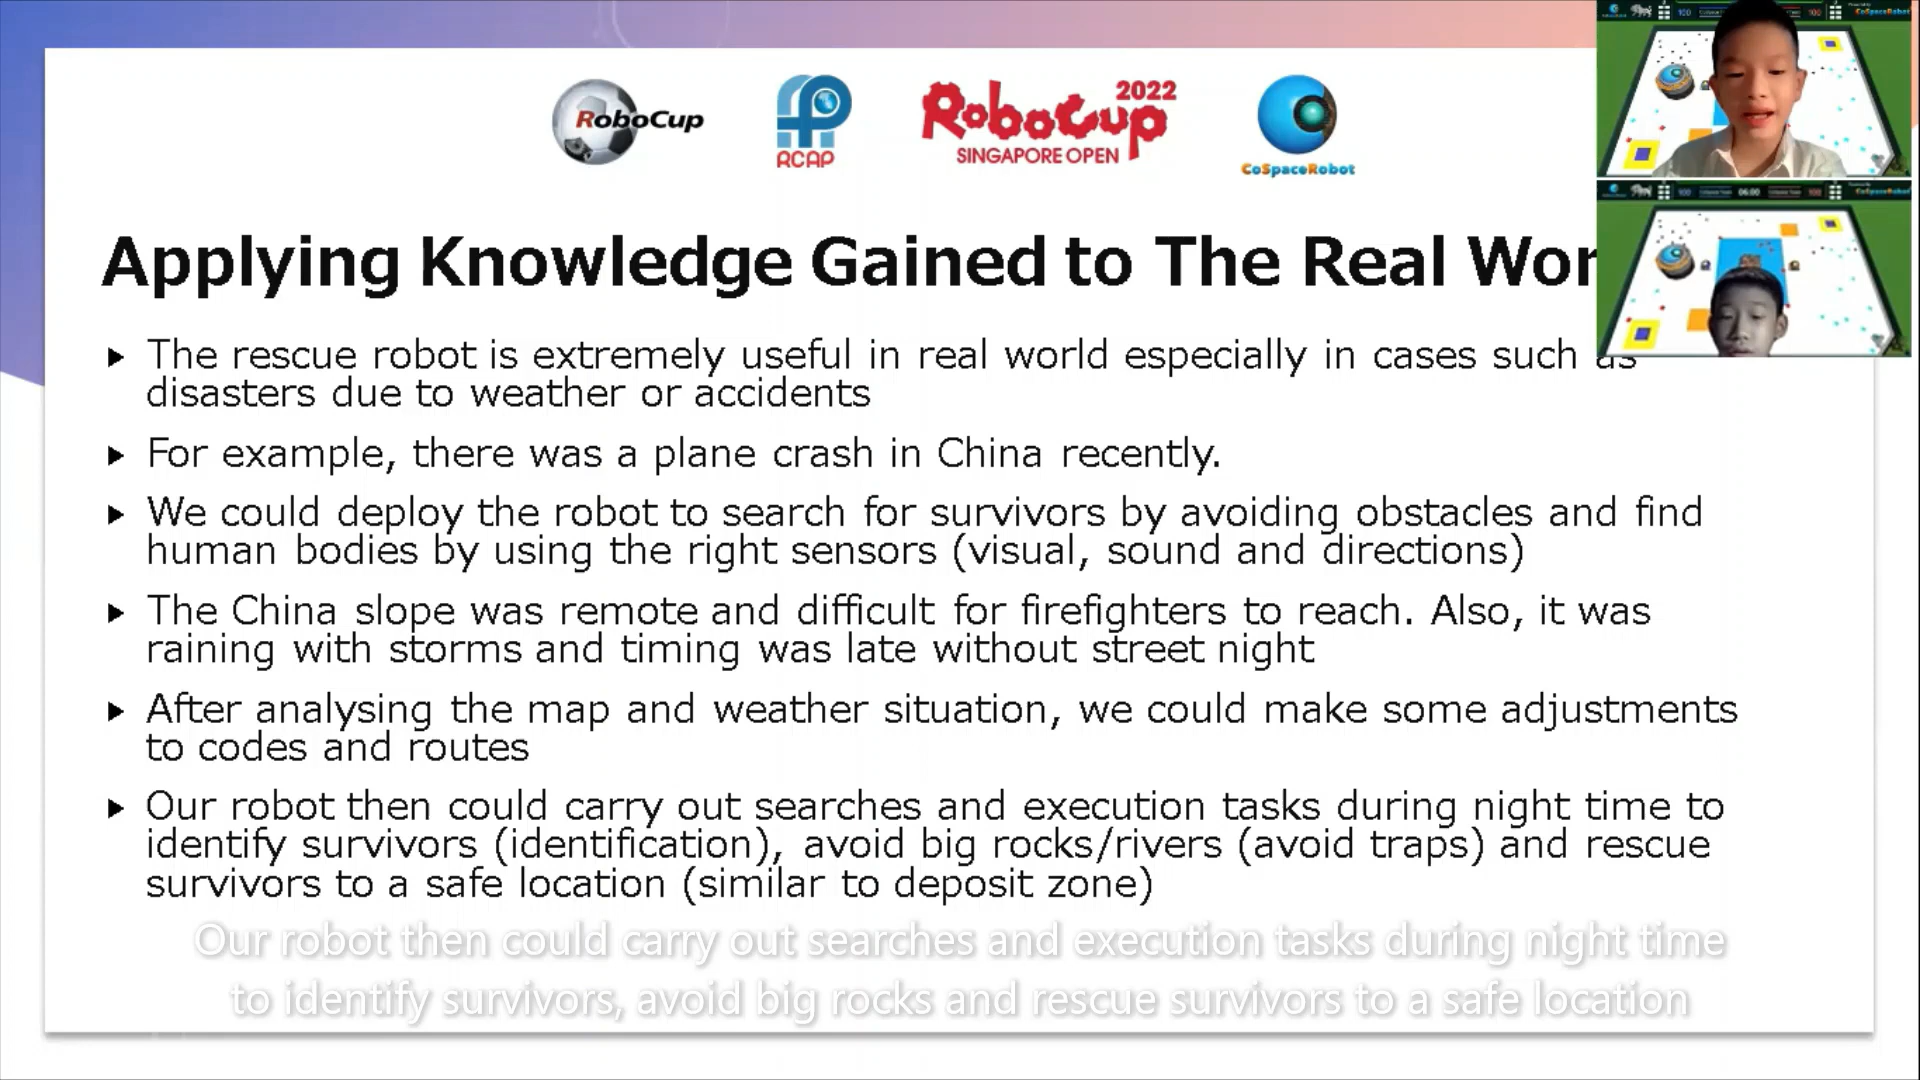 RoboCup
RCAP
RoboCup
2022
SINGAPORE OPEN
CoSpaceRobot
100
100
CoSpaceRobot
100
06:00
100
CoSpaceRobot
Applying Knowledge Gained to The Real Wor
The rescue robot is extremely useful in real world especially in cases such as
disasters due to weather or accidents
For example, there was a plane crash in China recently.
We could deploy the robot to search for survivors by avoiding obstacles and find
human bodies by using the right sensors (visual, sound and directions)
The China slope was remote and difficult for firefighters to reach. Also, it was
raining with storms and timing was late without street night
After analysing the map and weather situation, we could make some adjustments
to codes and routes
Our robot then could carry out searches and execution tasks during night time to
identify survivors (identification), avoid big rocks/rivers (avoid traps) and rescue
survivors to a safe location (similar to deposit zone)
Our robot then could carry out searches and execution tasks during night time
to identify survivors, avoid big rocks and rescue survivors to a safe location